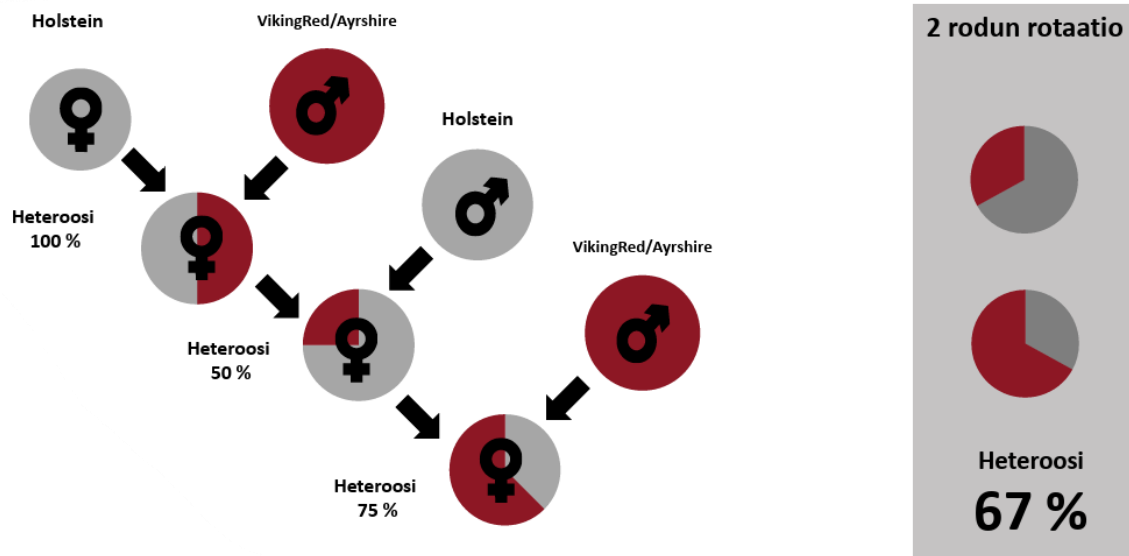 Holstein
VikingRed/Ayrshire
Holstein
Heteroosi
100 %
VikingRed/Ayrshire
Heteroosi
50 %
Heteroosi
75 %
2 rodun rotaatio
Heteroosi
67 %